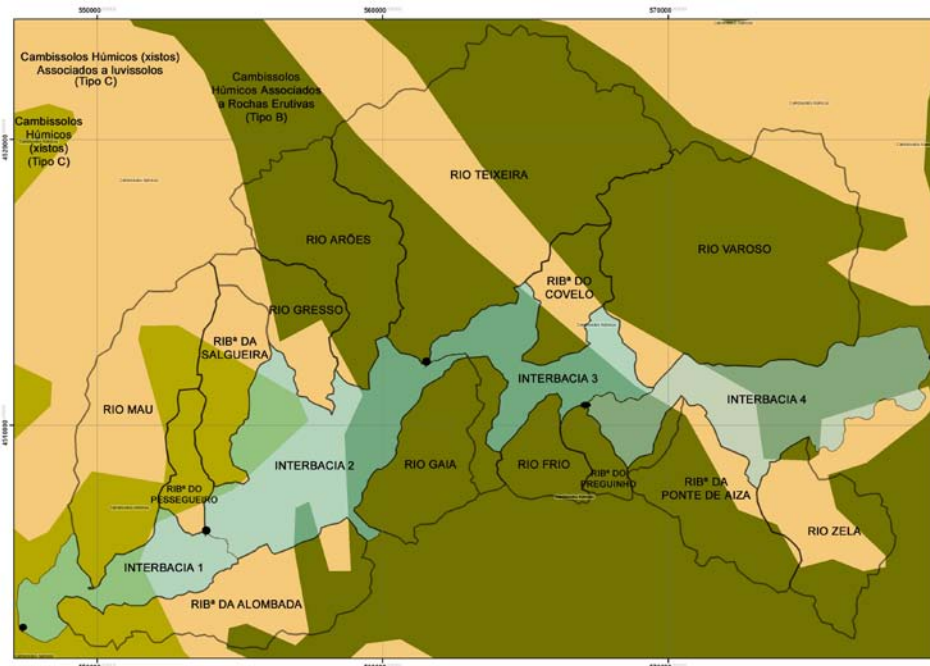 550000
560000
570000
Cambissolos Húmicos (xistos)
Associados a luvissolos
(Tipo C)
Cambissolos
Húmicos Associados
a Rochas Erutivas
(Tipo B)
Cambissolos
Húmicos
(xistos)
(Tipo C)
RIO TEIXEIRA
RIO ARÕES
RIO VAROSO
RIBª DO
COVELO
RIO GRESSO
RIBª DA
SALGUEIRA
INTERBACIA 3
INTERBACIA 4
RIO MAU
INTERBACIA 2
RIO GAIA
RIO FRIO
RIBª DO
PREGUINHO
RIBª DA
PONTE DE AIZA
RIBª DO
PESSEGUEIRO
RIO ZELA
INTERBACIA 1
RIBª DA ALOMBADA